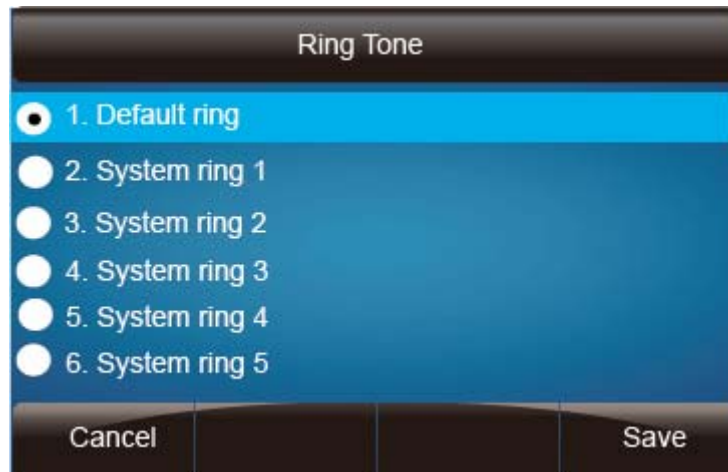 Ring Tone
1. Default ring
2. System ring 1
3. System ring 2
4. System ring 3
5. System ring 4
6. System ring 5
Cancel Save